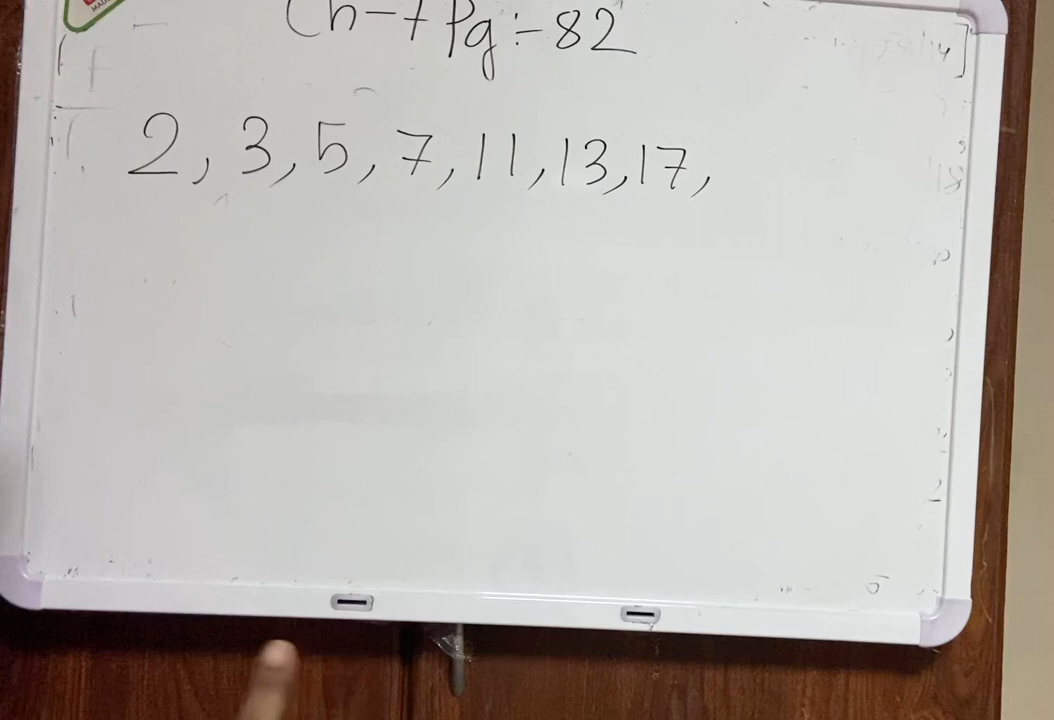 Ch-7 Pg:-82
2, 3, 5, 7, 11, 13, 17,